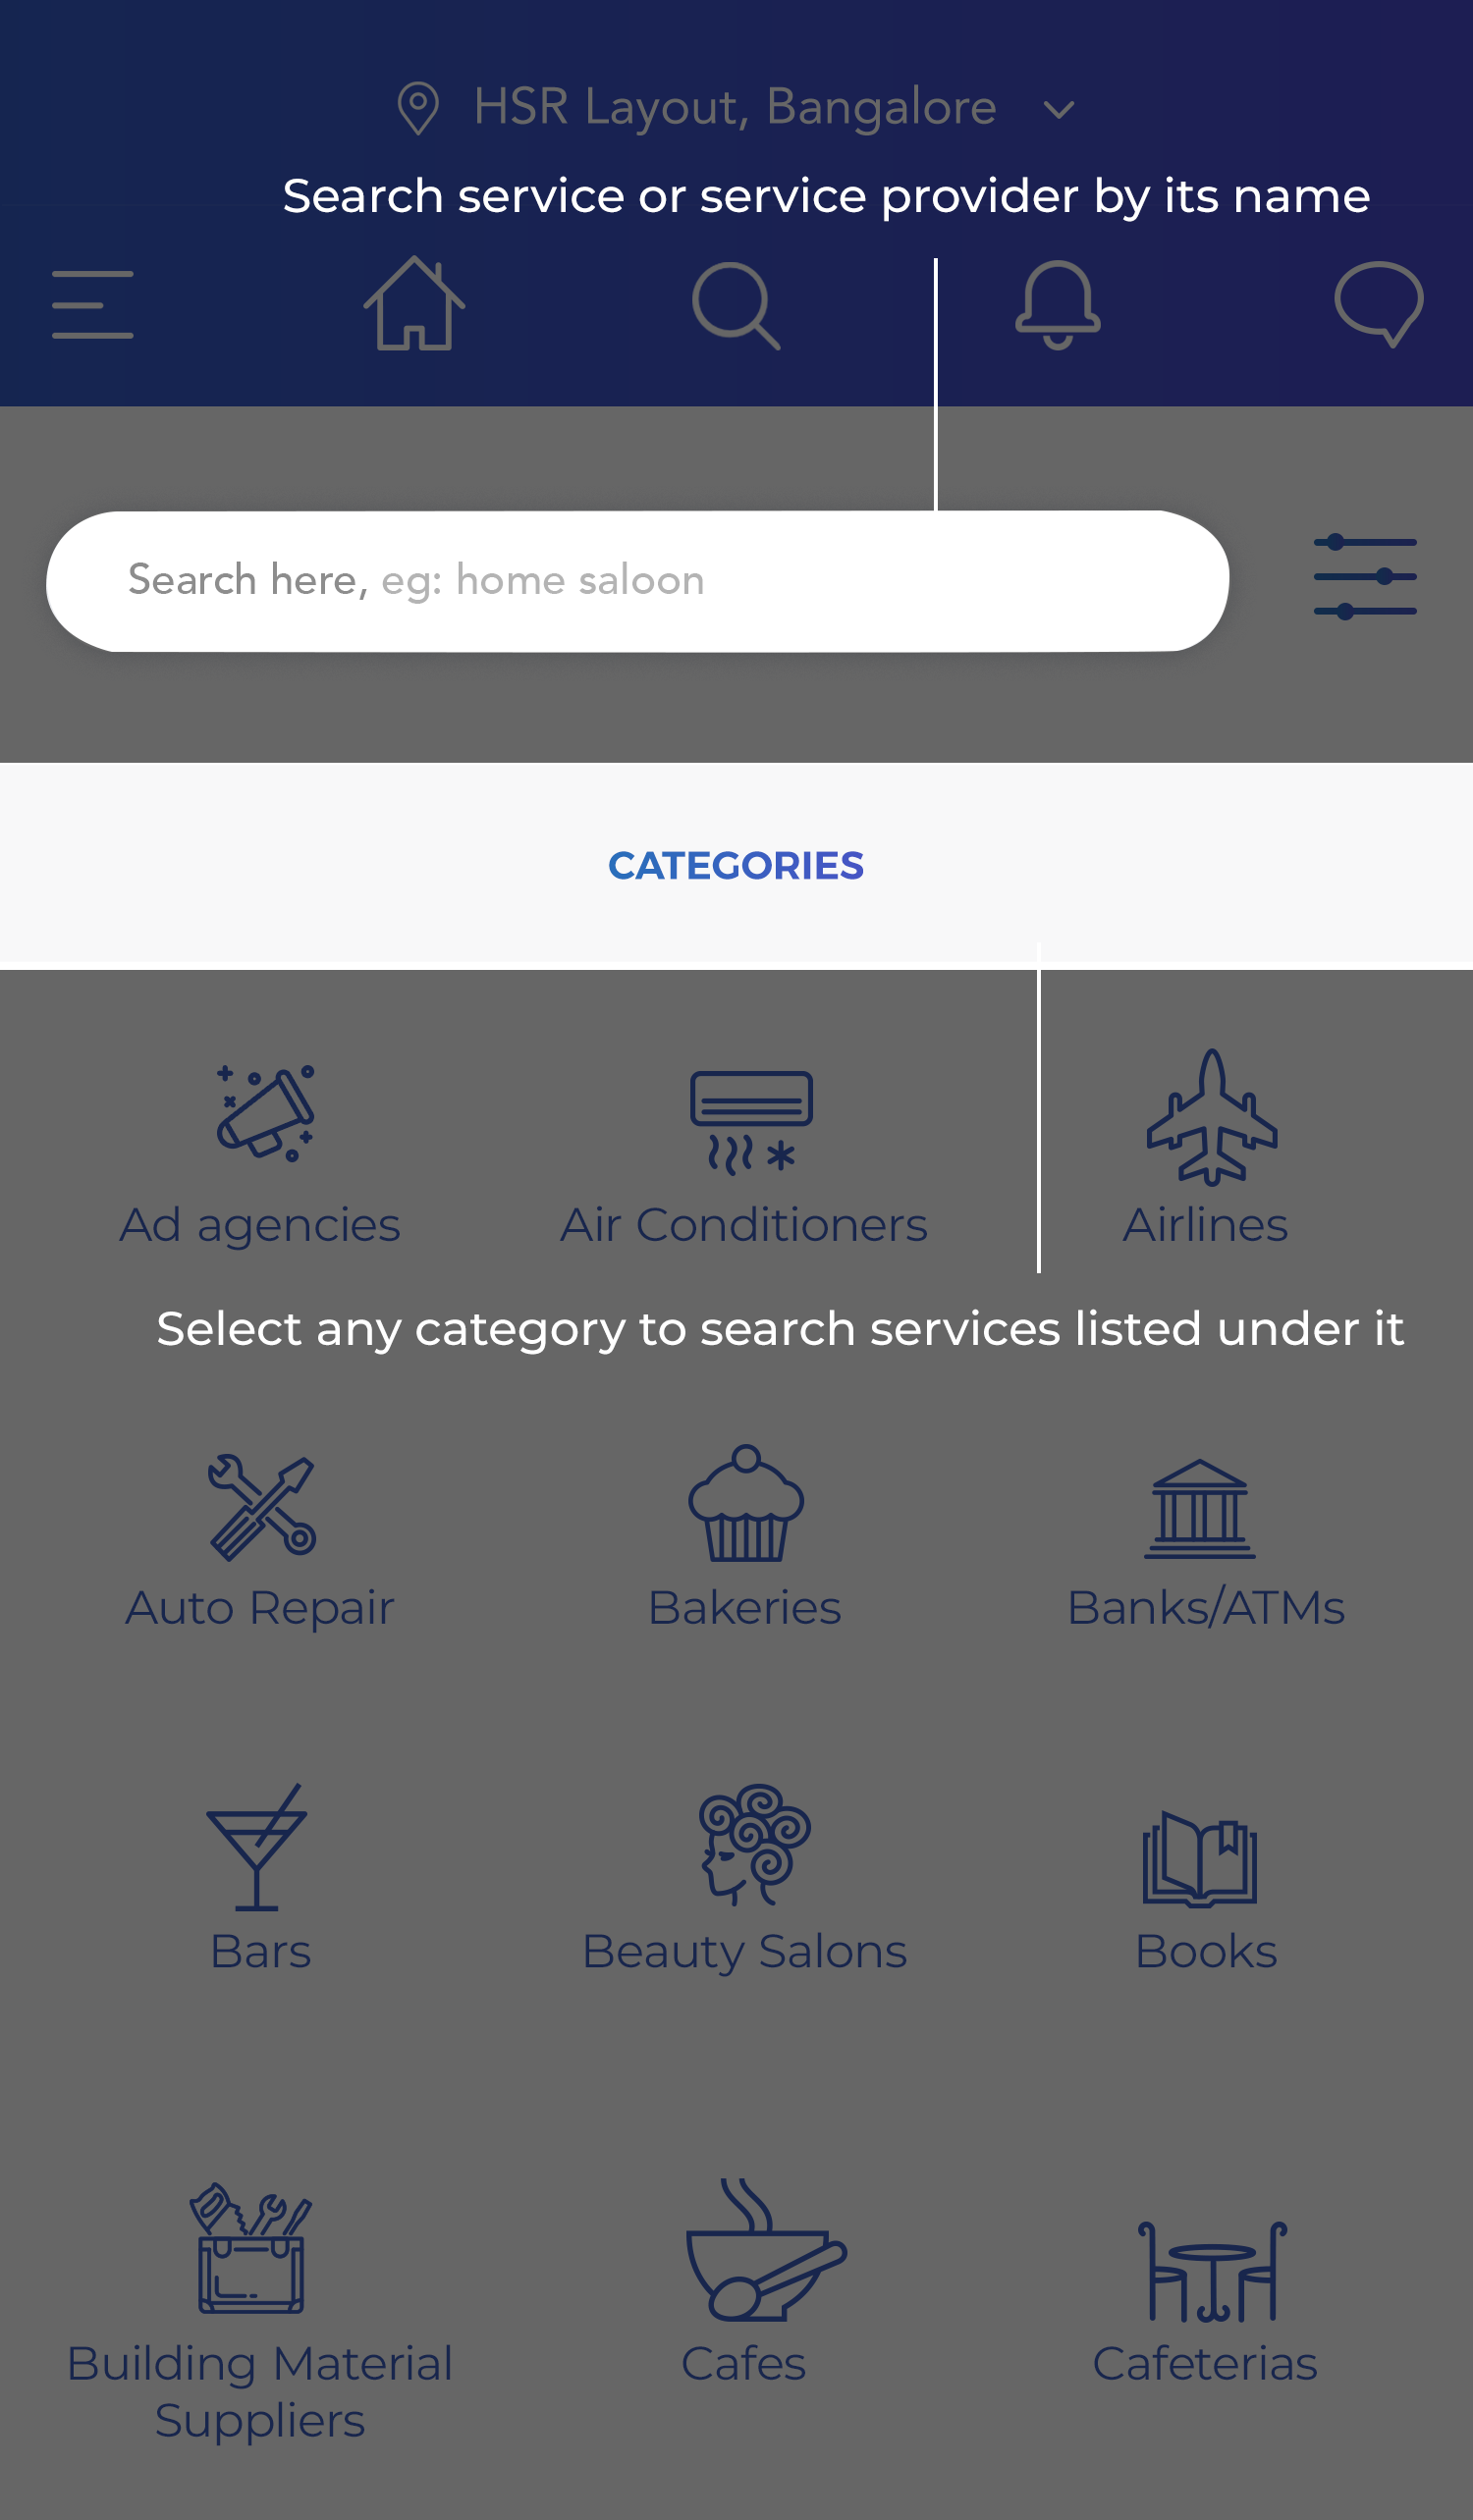 HSR Layout, Bangalore
Search service or service provider by its name
Search here, eg: home saloon
CATEGORIES
Ad agencies
Air Conditioners
Airlines
Select any category to search services listed under it
Auto Repair
Bakeries
Banks/ATMs
Bars
Beauty Salons
Books
Building Material
Suppliers
Cafes
Cafeterias